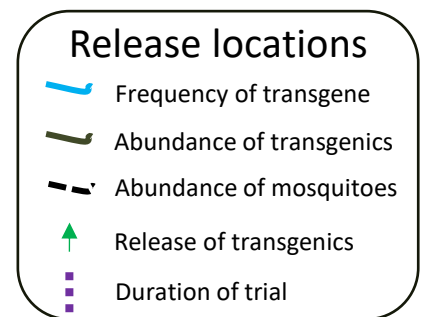 Release locations
Frequency of transgene
Abundance of transgenics
Abundance of mosquitoes
Release of transgenics
Duration of trial